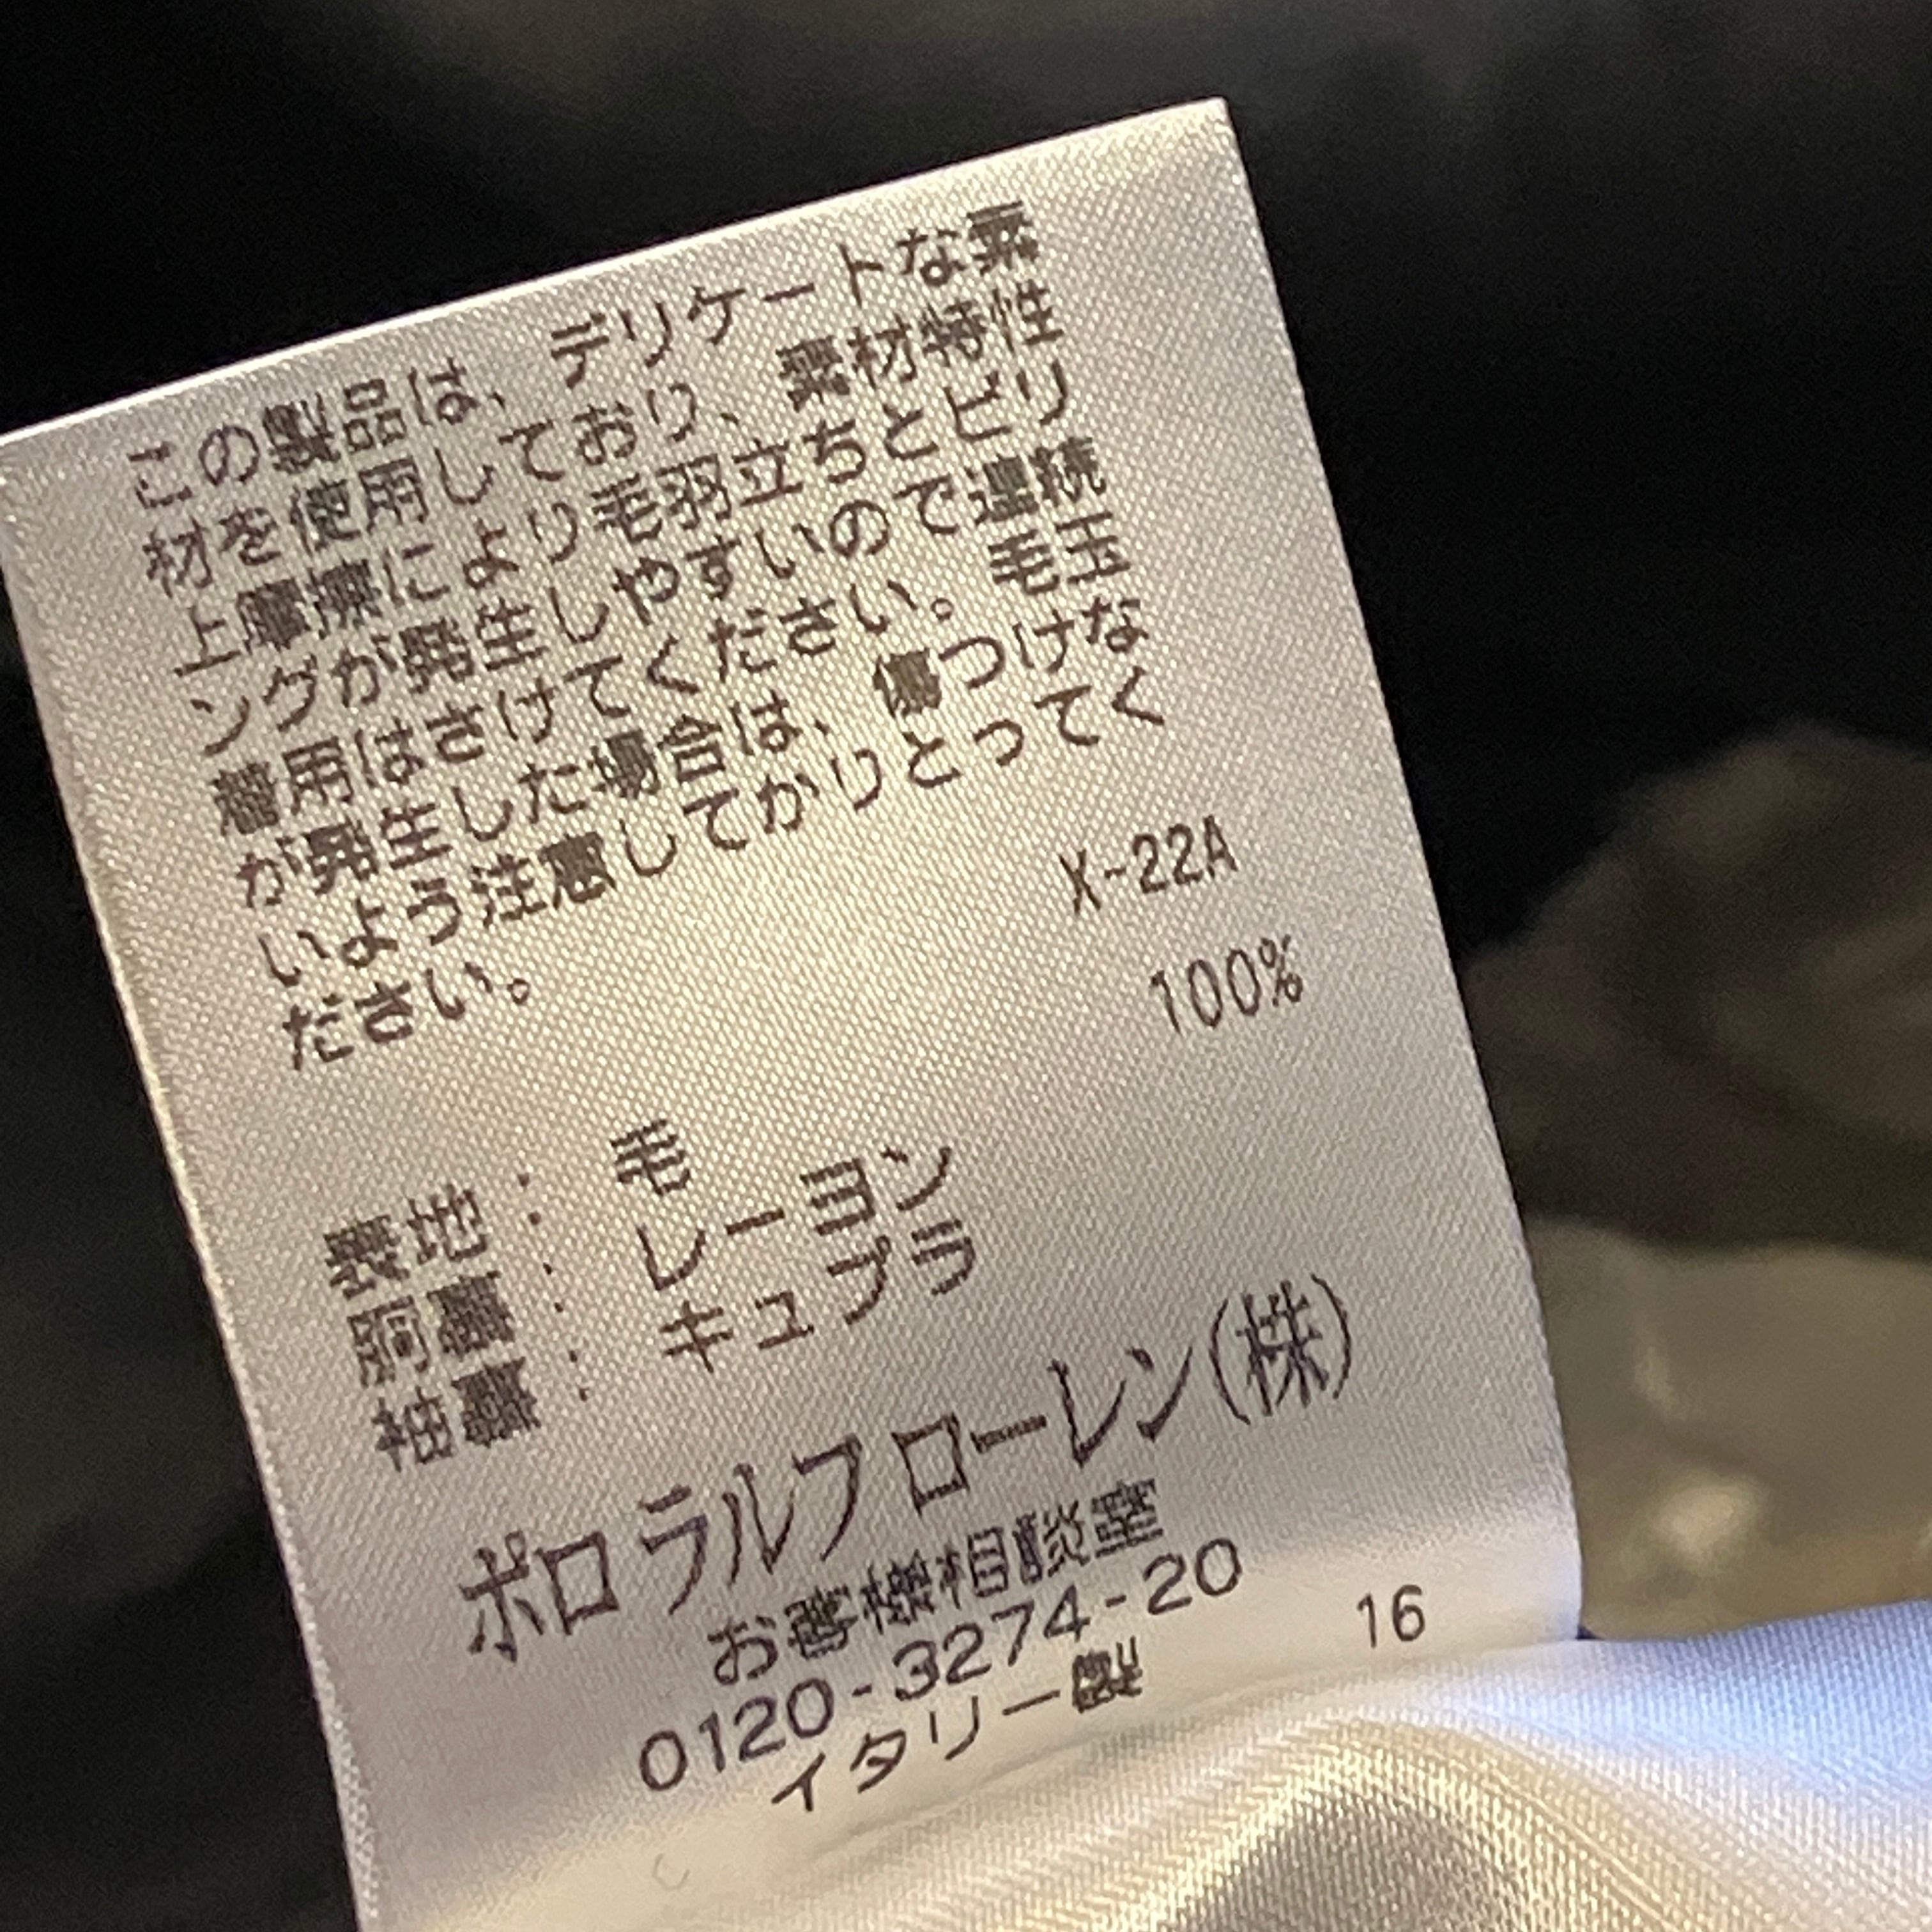 この製品は、デリケートな素
材を使用しており、素材特性
上摩擦により毛羽立ちとピリ
ングが発生しやすいので連続
着用はさけてください。毛玉
が発生した場合は、傷つけな
いよう注意してかりとってく
ださい。
X-22A
100%
表地： 毛
胴裏： レーヨン
袖裏： キュプラ
ポロ ラルフ ローレン(株)
お客様相談室
0120-3274-20
イタリー製
16